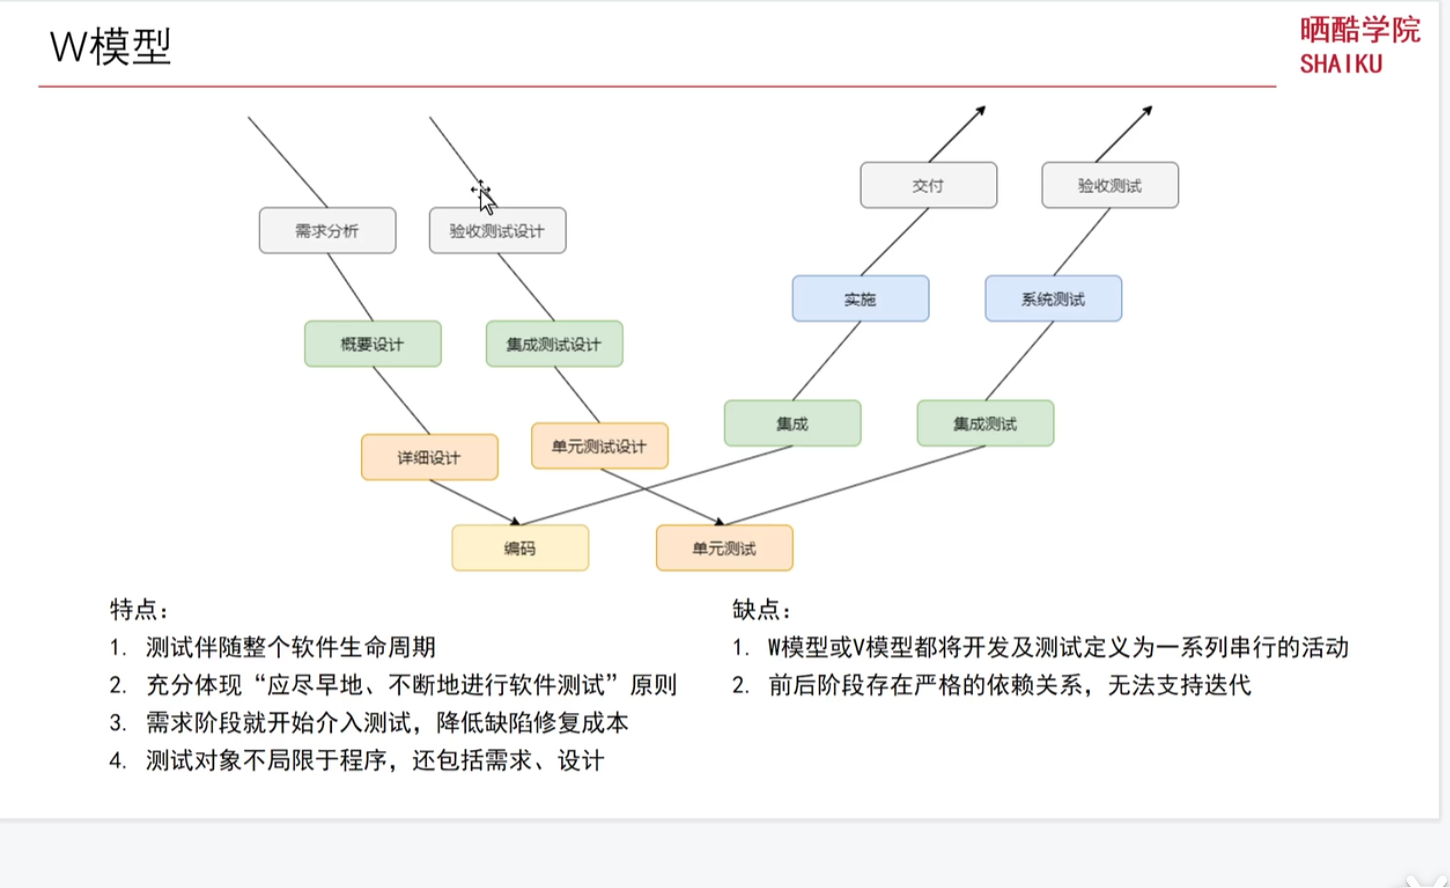 W模型
晒酷学院
SHAIKU
交付
验收测试
需求分析
验收测试设计
实施
系统测试
概要设计
集成测试设计
集成
集成测试
详细设计
单元测试设计
编码
单元测试
特点：
1. 测试伴随整个软件生命周期
2. 充分体现“应尽早地、不断地进行软件测试”原则
3. 需求阶段就开始介入测试，降低缺陷修复成本
4. 测试对象不局限于程序，还包括需求、设计
缺点：
1. W模型或V模型都将开发及测试定义为一系列串行的活动
2. 前后阶段存在严格的依赖关系，无法支持迭代